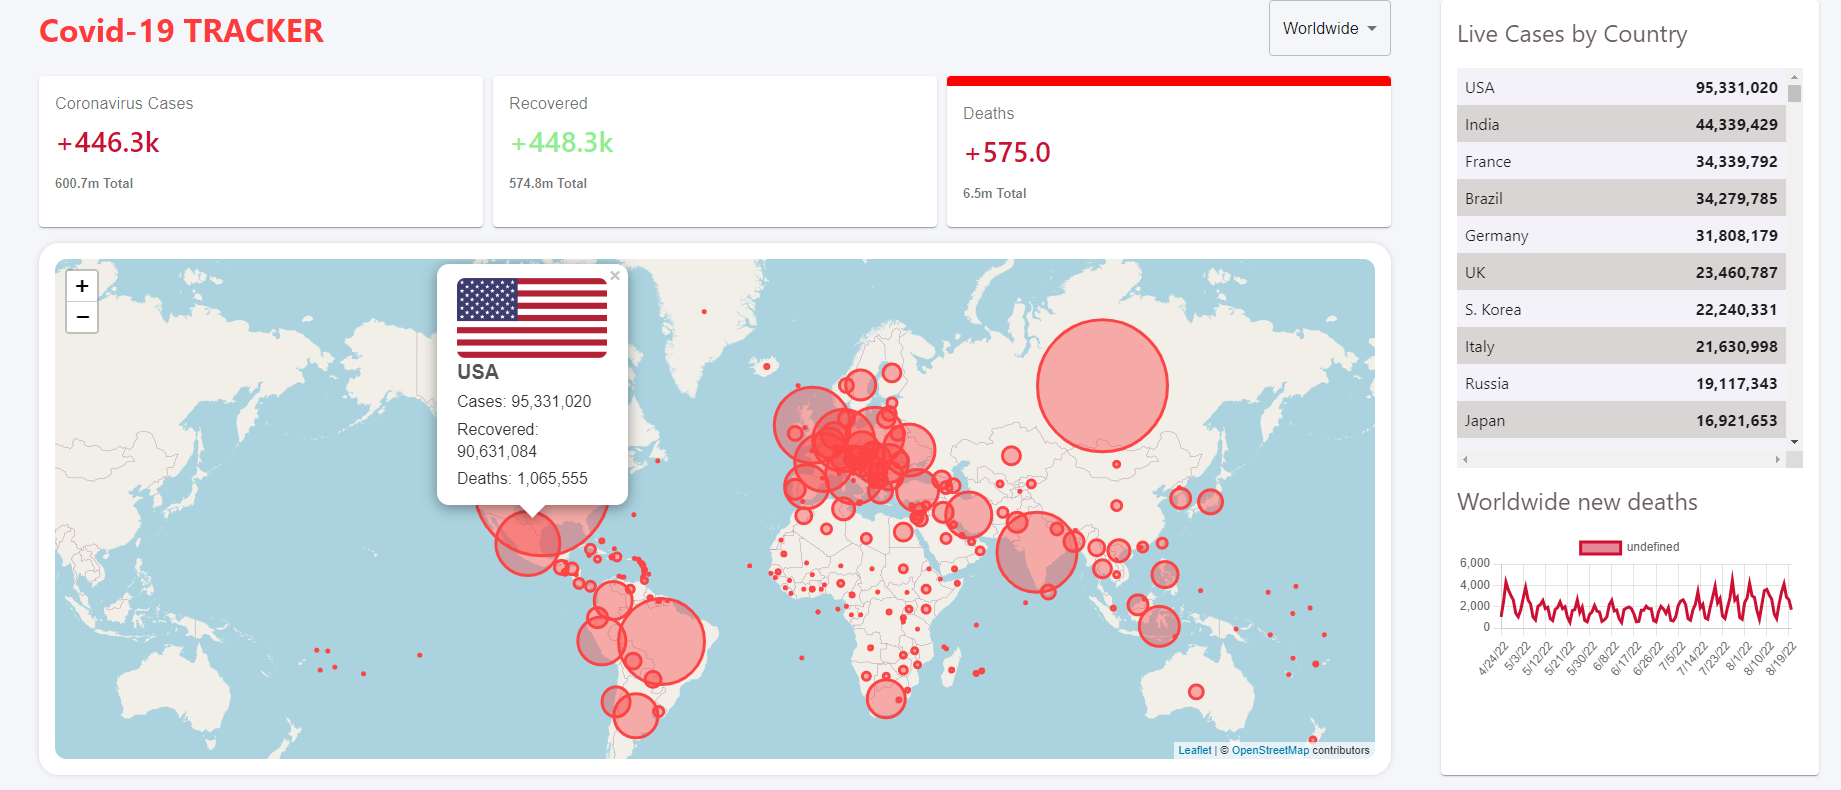 Covid-19 TRACKER
Worldwide
Coronavirus Cases
+446.3k
600.7m Total
Recovered
+448.3k
574.8m Total
Deaths
+575.0
6.5m Total
+
−
×
USA
Cases: 95,331,020
Recovered:
90,631,084
Deaths: 1,065,555
Leaflet | © OpenStreetMap contributors
Live Cases by Country
USA 95,331,020
India 44,339,429
France 34,339,792
Brazil 34,279,785
Germany 31,808,179
UK 23,460,787
S. Korea 22,240,331
Italy 21,630,998
Russia 19,117,343
Japan 16,921,653
Worldwide new deaths
undefined
6,000
4,000
2,000
0
4/24/22
5/3/22
5/12/22
5/21/22
5/30/22
6/8/22
6/17/22
6/26/22
7/5/22
7/14/22
7/23/22
8/1/22
8/10/22
8/19/22